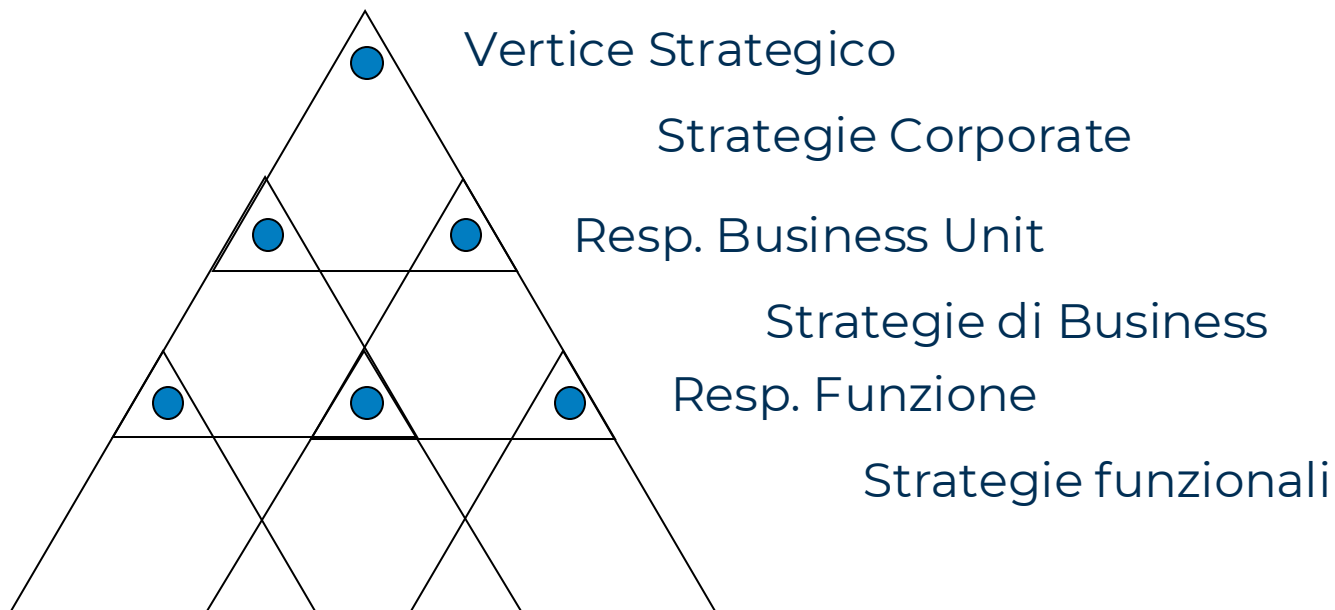 Vertice Strategico
Strategie Corporate
Resp. Business Unit
Strategie di Business
Resp. Funzione
Strategie funzionali